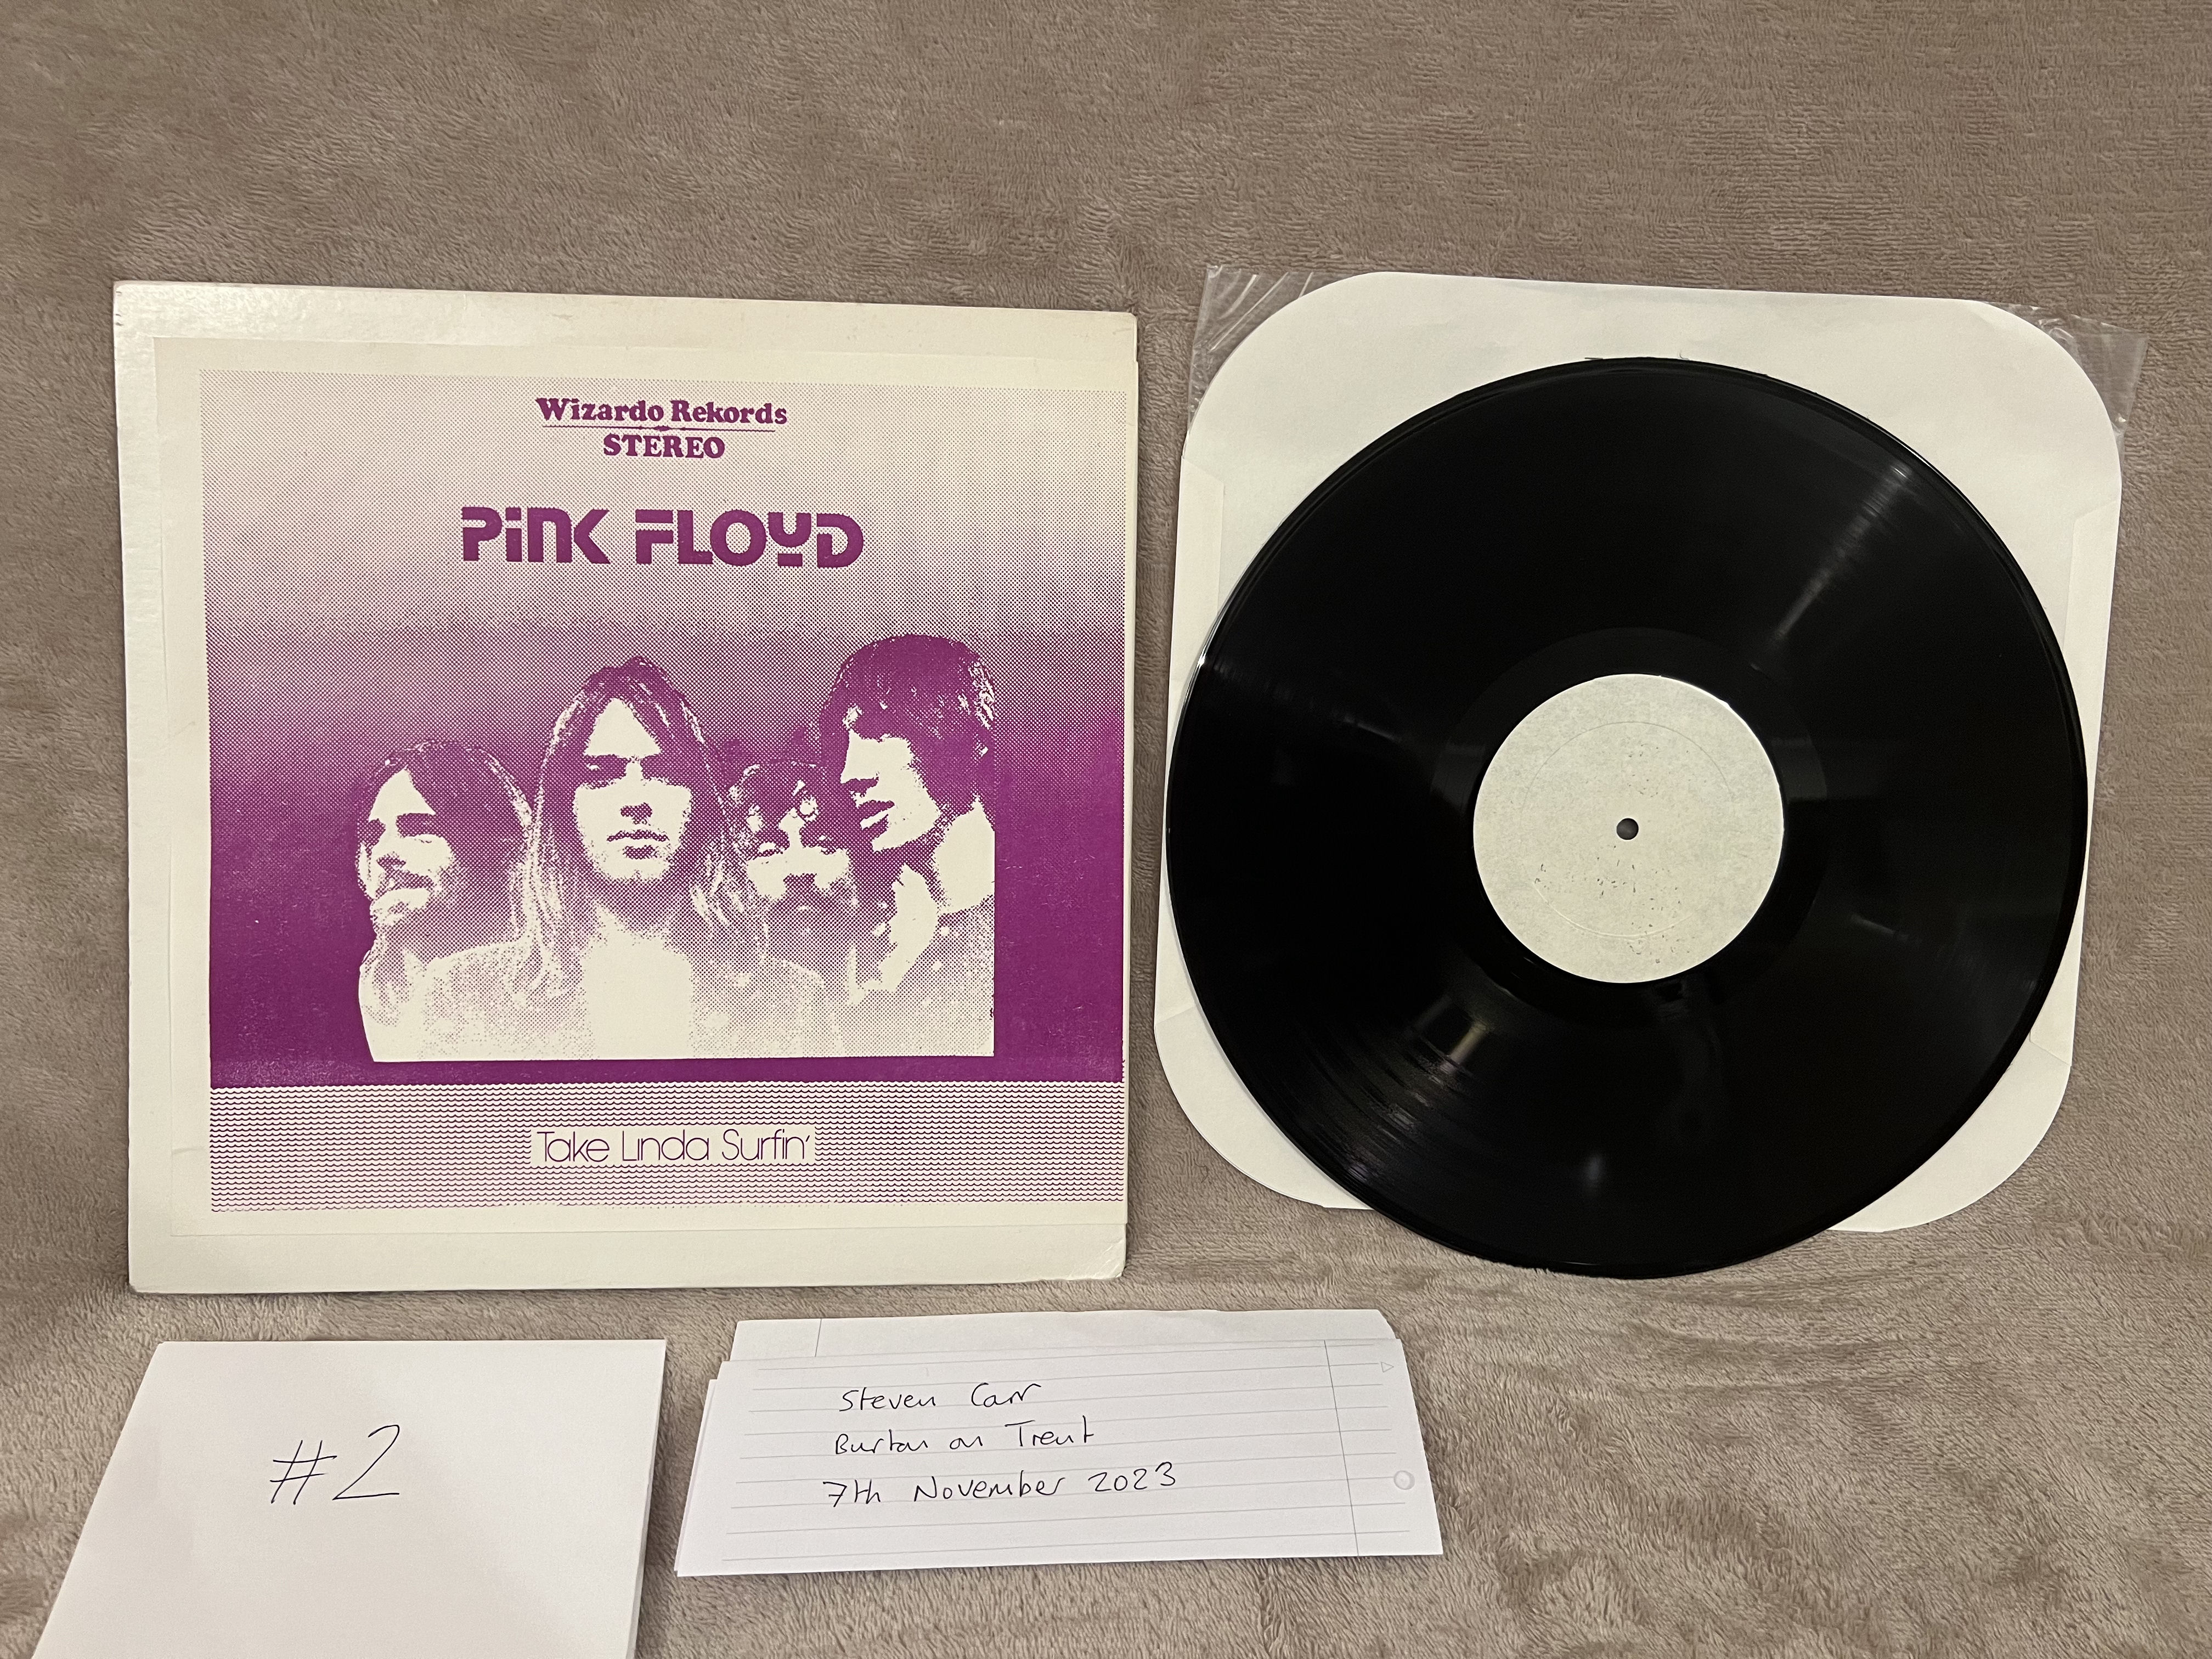 Wizardo Rekords
STEREO
PiNK FLOYD
Take Linda Surfin'
#2
Steven Carr
Burton on Trent
7th November 2023